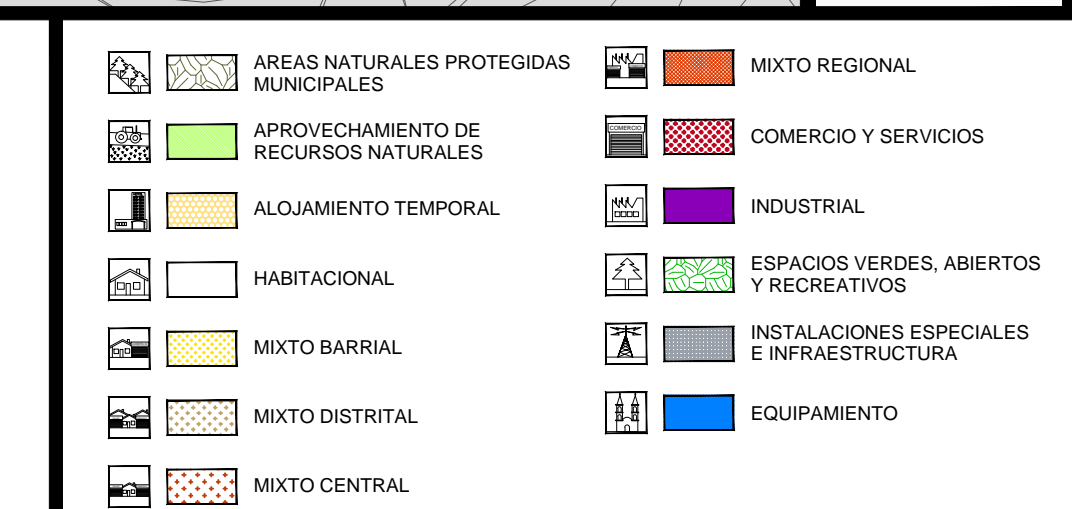 AREAS NATURALES PROTEGIDAS
MUNICIPALES
APROVECHAMIENTO DE
RECURSOS NATURALES
ALOJAMIENTO TEMPORAL
HABITACIONAL
MIXTO BARRIAL
MIXTO DISTRITAL
MIXTO CENTRAL
MIXTO REGIONAL
COMERCIO
COMERCIO Y SERVICIOS
INDUSTRIAL
ESPACIOS VERDES, ABIERTOS
Y RECREATIVOS
INSTALACIONES ESPECIALES
E INFRAESTRUCTURA
EQUIPAMIENTO